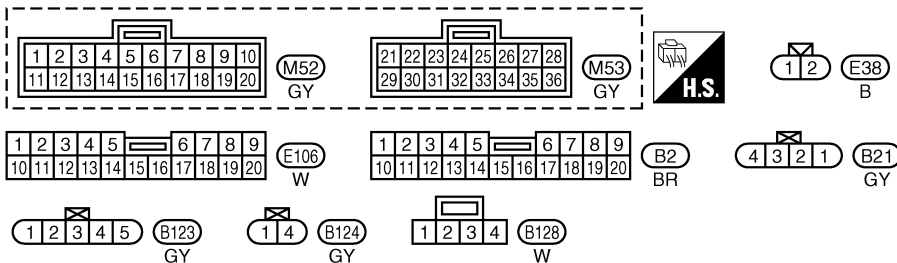 1 2 3 4 5 6 7 8 9 10
11 12 13 14 15 16 17 18 19 20
M52
GY
21 22 23 24 25 26 27 28
29 30 31 32 33 34 35 36
M53
GY
H.S.
1 2
E38
B
1 2 3 4 5 6 7 8 9
10 11 12 13 14 15 16 17 18 19 20
E106
W
1 2 3 4 5 6 7 8 9
10 11 12 13 14 15 16 17 18 19 20
B2
BR
4 3 2 1
B21
GY
1 2 3 4 5
B123
GY
1 4
B124
GY
1 2 3 4
B128
W